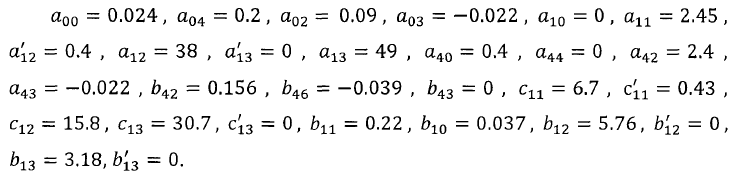 a₀₀ = 0.024 , a₀₄ = 0.2 , a₀₂ = 0.09 , a₀₃ = −0.022 , a₁₀ = 0 , a₁₁ = 2.45 ,
a′₁₂ = 0.4 , a₁₂ = 38 , a′₁₃ = 0 , a₁₃ = 49 , a₄₀ = 0.4 , a₄₄ = 0 , a₄₂ = 2.4 ,
a₄₃ = −0.022 , b₄₂ = 0.156 , b₄₆ = −0.039 , b₄₃ = 0 , c₁₁ = 6.7 , c′₁₁ = 0.43 ,
c₁₂ = 15.8 , c₁₃ = 30.7 , c′₁₃ = 0 , b₁₁ = 0.22 , b₁₀ = 0.037 , b₁₂ = 5.76 , b′₁₂ = 0 ,
b₁₃ = 3.18, b′₁₃ = 0.